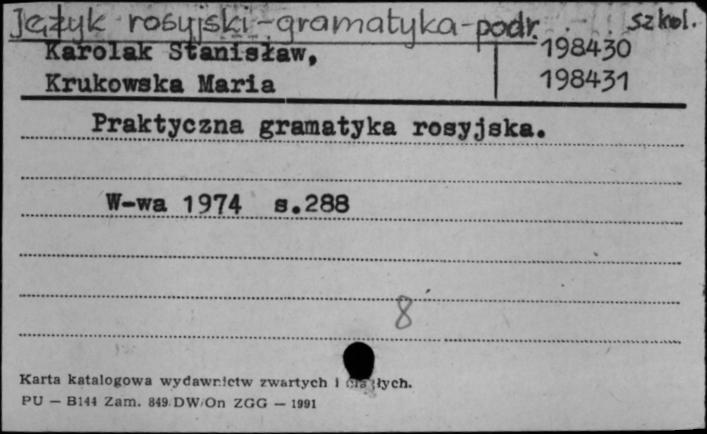 Język rosyjski-gramatyka-podr. szkol.
Karolak Stanisław, 198430
Krukowska Maria 198431
Praktyczna gramatyka rosyjska.
W-wa 1974 s.288
8
Karta katalogowa wydawnictw zwartych i ciągłych.
PU — B144 Zam. 849 DW/On ZGG — 1991